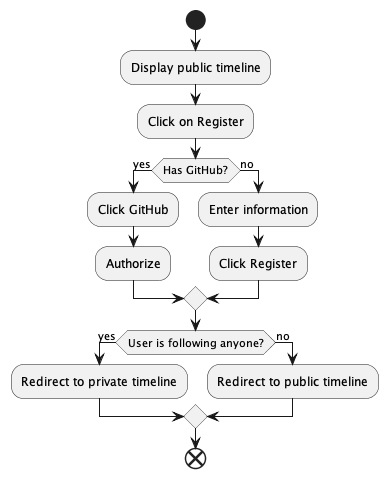 Display public timeline
Click on Register
yes
Has GitHub?
no
Click GitHub
Enter information
Authorize
Click Register
yes
User is following anyone?
no
Redirect to private timeline
Redirect to public timeline